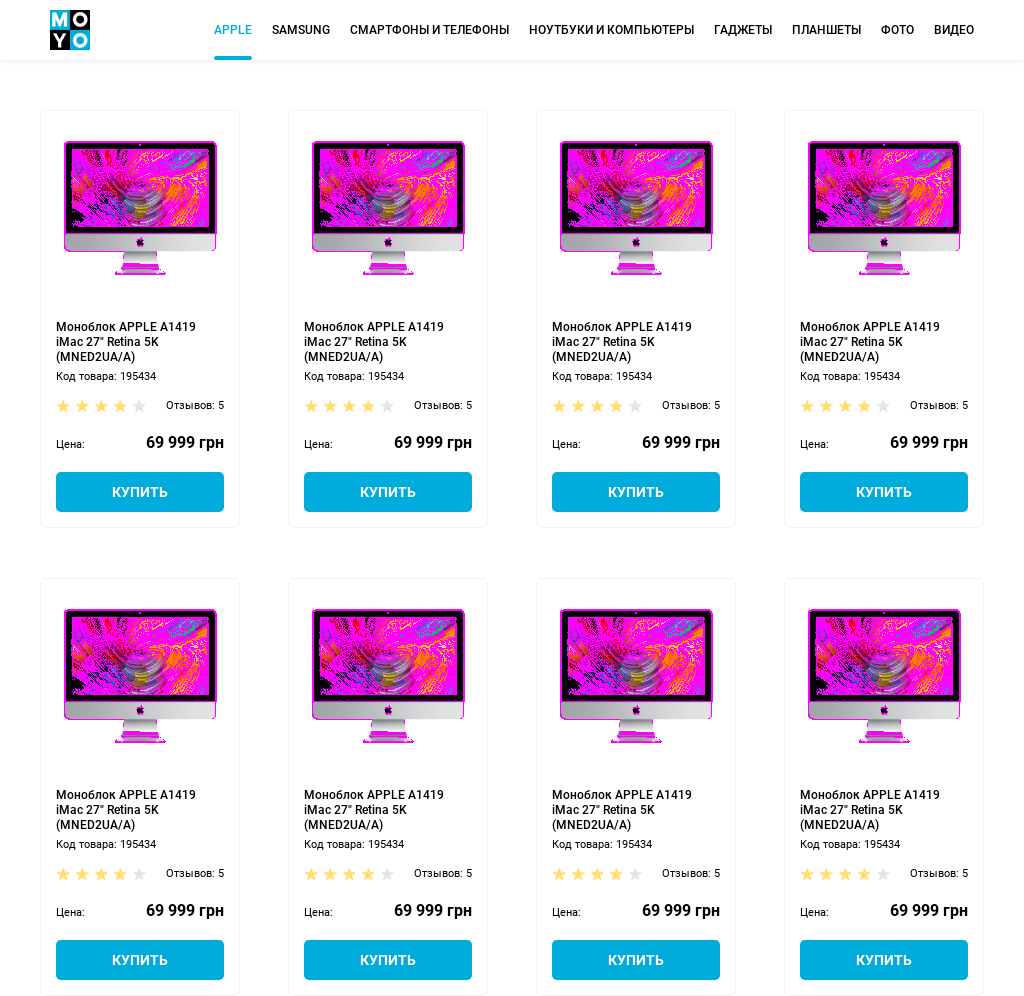 MO
YO
APPLE SAMSUNG СМАРТФОНЫ И ТЕЛЕФОНЫ НОУТБУКИ И КОМПЬЮТЕРЫ ГАДЖЕТЫ ПЛАНШЕТЫ ФОТО ВИДЕО
Моноблок APPLE A1419
iMac 27" Retina 5K
(MNED2UA/A)
Код товара: 195434
Отзывов: 5
Цена: 69 999 грн
КУПИТЬ
Моноблок APPLE A1419
iMac 27" Retina 5K
(MNED2UA/A)
Код товара: 195434
Отзывов: 5
Цена: 69 999 грн
КУПИТЬ
Моноблок APPLE A1419
iMac 27" Retina 5K
(MNED2UA/A)
Код товара: 195434
Отзывов: 5
Цена: 69 999 грн
КУПИТЬ
Моноблок APPLE A1419
iMac 27" Retina 5K
(MNED2UA/A)
Код товара: 195434
Отзывов: 5
Цена: 69 999 грн
КУПИТЬ
Моноблок APPLE A1419
iMac 27" Retina 5K
(MNED2UA/A)
Код товара: 195434
Отзывов: 5
Цена: 69 999 грн
КУПИТЬ
Моноблок APPLE A1419
iMac 27" Retina 5K
(MNED2UA/A)
Код товара: 195434
Отзывов: 5
Цена: 69 999 грн
КУПИТЬ
Моноблок APPLE A1419
iMac 27" Retina 5K
(MNED2UA/A)
Код товара: 195434
Отзывов: 5
Цена: 69 999 грн
КУПИТЬ
Моноблок APPLE A1419
iMac 27" Retina 5K
(MNED2UA/A)
Код товара: 195434
Отзывов: 5
Цена: 69 999 грн
КУПИТЬ